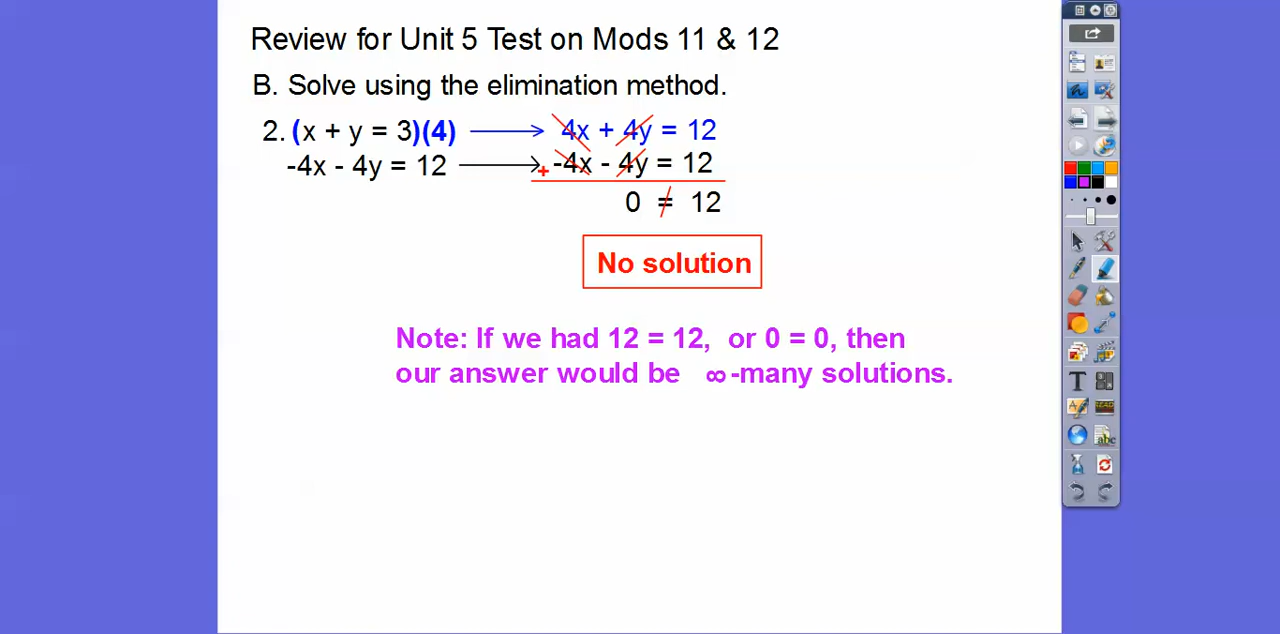 Review for Unit 5 Test on Mods 11 & 12
B. Solve using the elimination method.
2. (x + y = 3)(4) ⟶ 4x + 4y = 12
-4x - 4y = 12 ⟶ + -4x - 4y = 12
0 ≠ 12
No solution
Note: If we had 12 = 12, or 0 = 0, then
our answer would be ∞-many solutions.